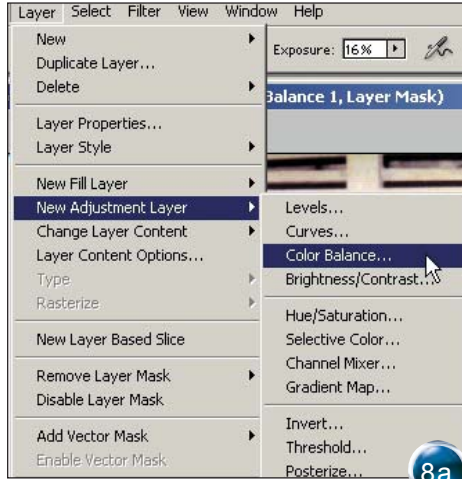 Layer Select Filter View Window Help
Exposure: 16%
Balance 1, Layer Mask)
New
Duplicate Layer...
Delete
Layer Properties...
Layer Style
New Fill Layer
New Adjustment Layer
Change Layer Content
Layer Content Options...
Type
Rasterize
New Layer Based Slice
Remove Layer Mask
Disable Layer Mask
Add Vector Mask
Enable Vector Mask
Levels...
Curves...
Color Balance...
Brightness/Contrast...
Hue/Saturation...
Selective Color...
Channel Mixer...
Gradient Map...
Invert...
Threshold...
Posterize...
8a